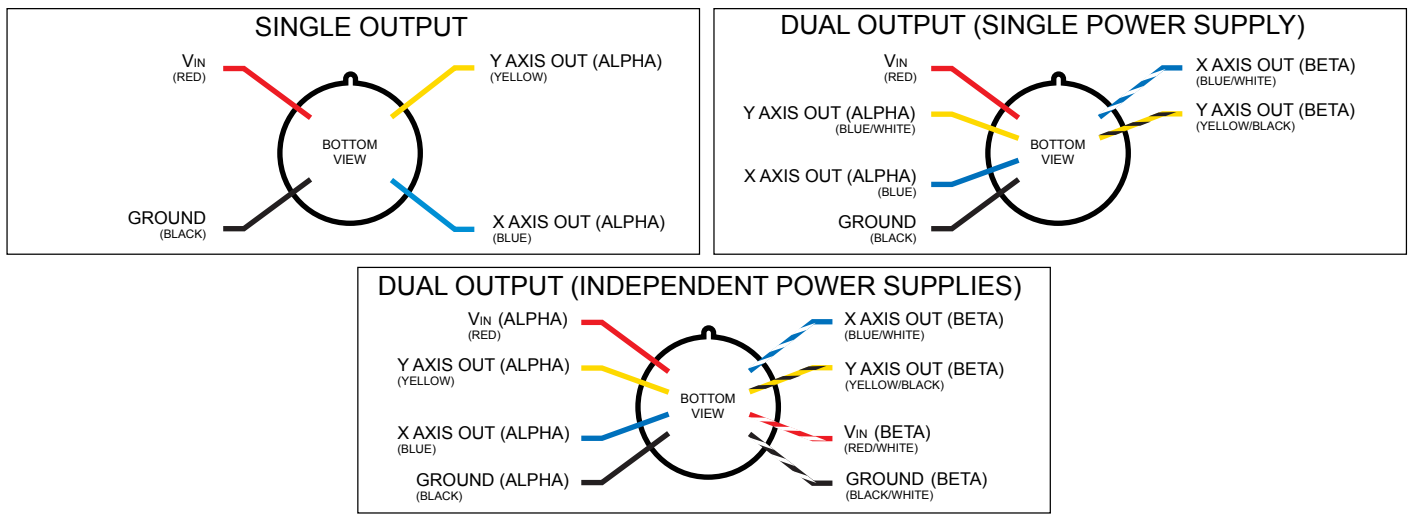 SINGLE OUTPUT
VIN
(RED)
Y AXIS OUT (ALPHA)
(YELLOW)
BOTTOM
VIEW
GROUND
(BLACK)
X AXIS OUT (ALPHA)
(BLUE)
DUAL OUTPUT (SINGLE POWER SUPPLY)
VIN
(RED)
X AXIS OUT (BETA)
(BLUE/WHITE)
Y AXIS OUT (ALPHA)
(BLUE/WHITE)
Y AXIS OUT (BETA)
(YELLOW/BLACK)
BOTTOM
VIEW
X AXIS OUT (ALPHA)
(BLUE)
GROUND
(BLACK)
DUAL OUTPUT (INDEPENDENT POWER SUPPLIES)
VIN (ALPHA)
(RED)
X AXIS OUT (BETA)
(BLUE/WHITE)
Y AXIS OUT (ALPHA)
(YELLOW)
Y AXIS OUT (BETA)
(YELLOW/BLACK)
BOTTOM
VIEW
X AXIS OUT (ALPHA)
(BLUE)
VIN (BETA)
(RED/WHITE)
GROUND (ALPHA)
(BLACK)
GROUND (BETA)
(BLACK/WHITE)